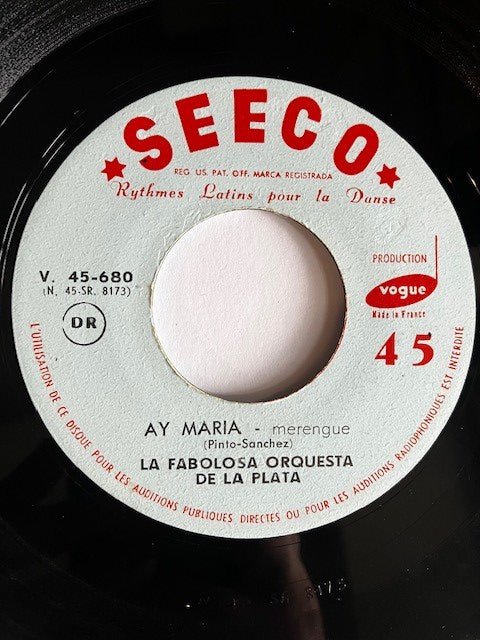 ★SEECO★
REG. US. PAT. OFF. MARCA REGISTRADA
Rythmes Latins pour la Danse
PRODUCTION
vogue
Made in France
V. 45-680
(N. 45-SR. 8173)
DR
45
AY MARIA - merengue
(Pinto-Sanchez)
LA FABOLOSA ORQUESTA
DE LA PLATA
L'UTILISATION DE CE DISQUE POUR LES AUDITIONS PUBLIQUES DIRECTES OU POUR LES AUDITIONS RADIOPHONIQUES EST INTERDITE
SR 8173